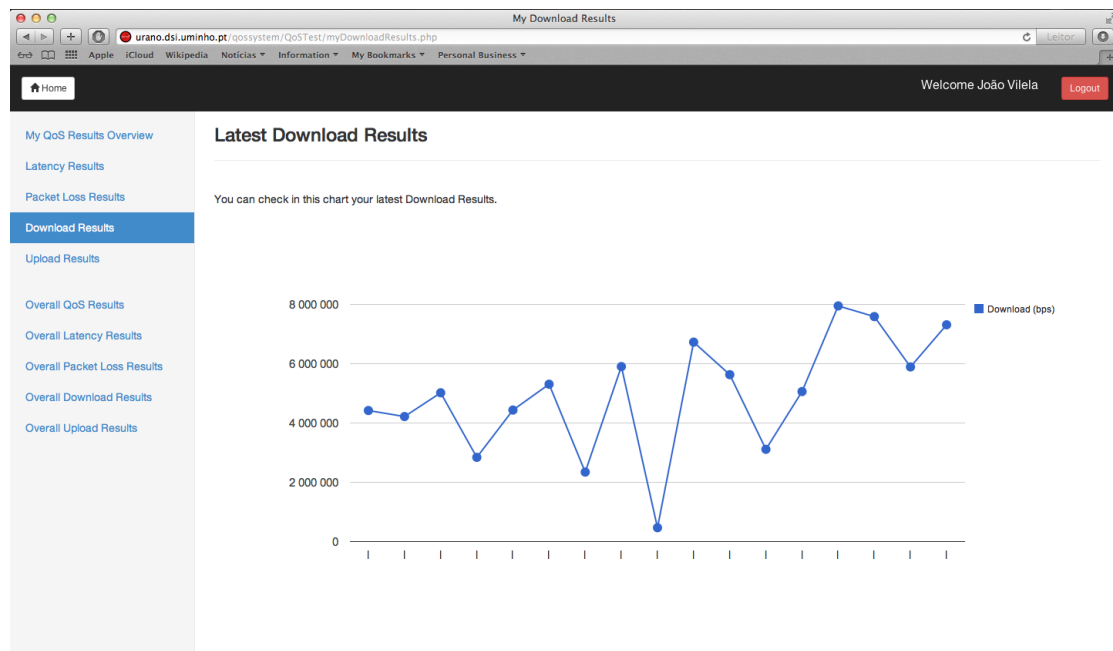 My Download Results
urano.dsi.uminho.pt/qossystem/QoSTest/myDownloadResults.php
Leitor
Apple iCloud Wikipedia Notícias Information My Bookmarks Personal Business
Home
Welcome João Vilela
Logout
My QoS Results Overview
Latency Results
Packet Loss Results
Download Results
Upload Results
Overall QoS Results
Overall Latency Results
Overall Packet Loss Results
Overall Download Results
Overall Upload Results
Latest Download Results
You can check in this chart your latest Download Results.
8 000 000
6 000 000
4 000 000
2 000 000
0
Download (bps)